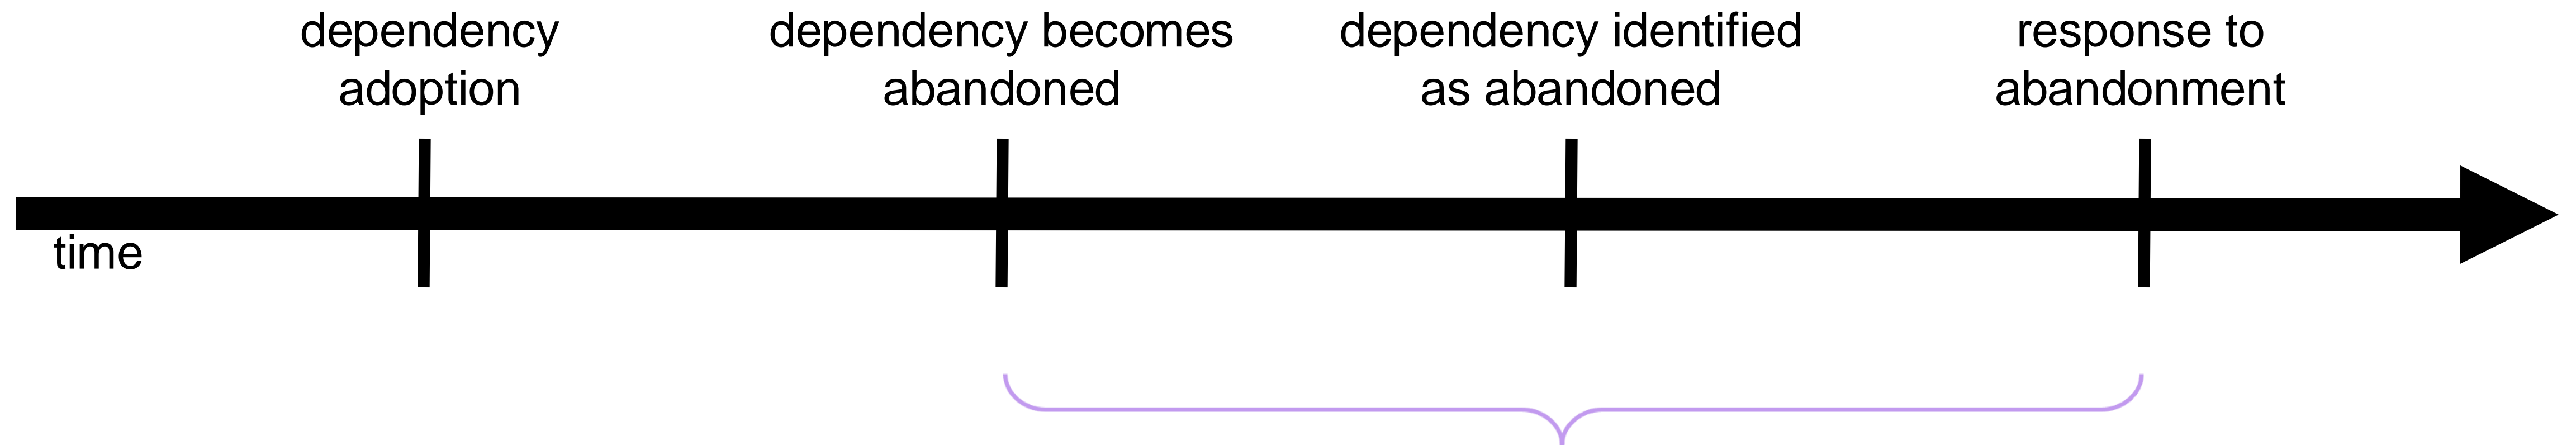 dependency
adoption
dependency becomes
abandoned
dependency identified
as abandoned
response to
abandonment
time